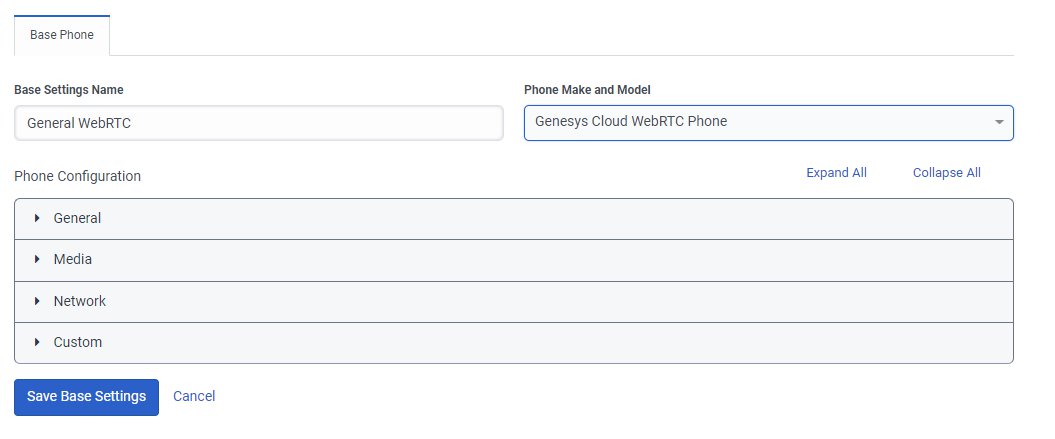 Base Phone
Base Settings Name
Phone Make and Model
General WebRTC
Genesys Cloud WebRTC Phone
Phone Configuration
Expand All
Collapse All
General
Media
Network
Custom
Save Base Settings
Cancel